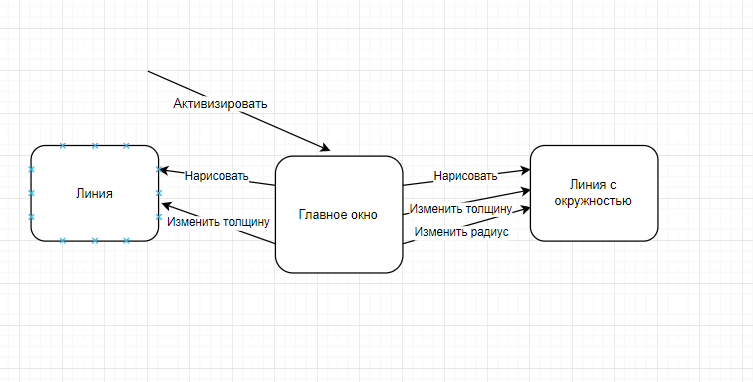 Активизировать
Линия
Нарисовать
Изменить толщину
Главное окно
Нарисовать
Изменить толщину
Изменить радиус
Линия с
окружностью